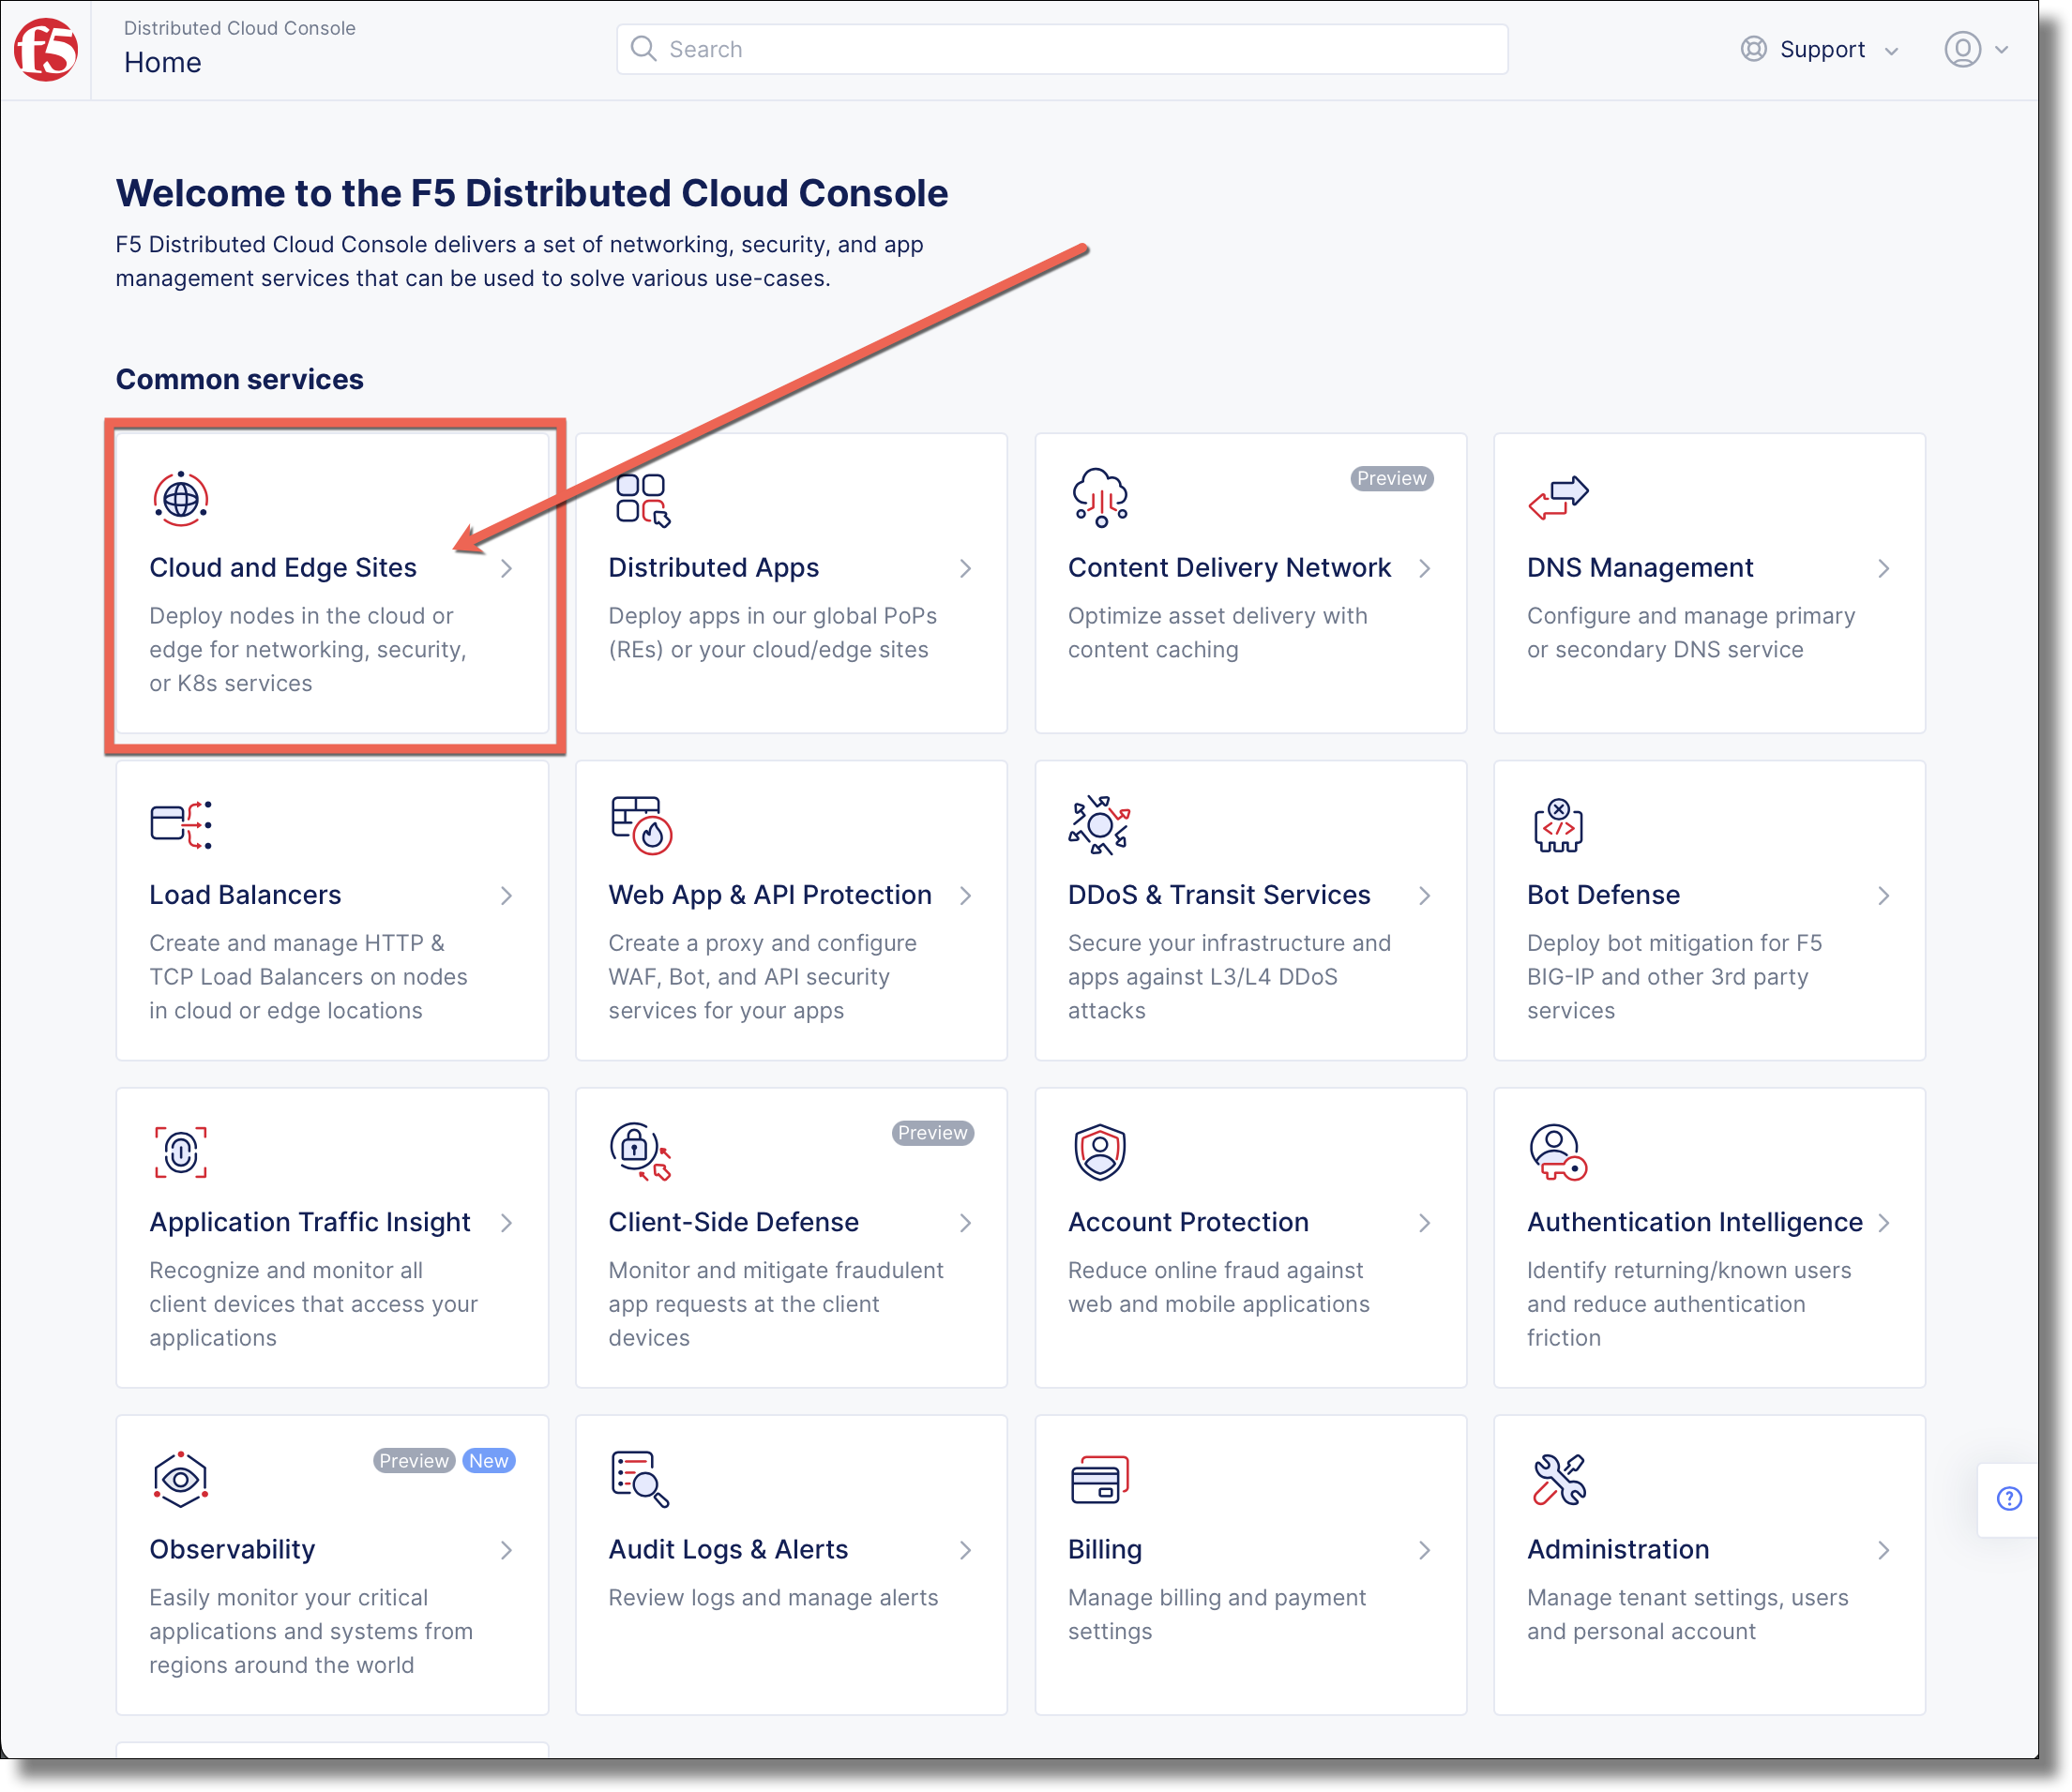 f5
Distributed Cloud Console
Home
Search
Support
Welcome to the F5 Distributed Cloud Console
F5 Distributed Cloud Console delivers a set of networking, security, and app
management services that can be used to solve various use-cases.
Common services
Cloud and Edge Sites
Deploy nodes in the cloud or
edge for networking, security,
or K8s services
Distributed Apps
Deploy apps in our global PoPs
(REs) or your cloud/edge sites
Preview
Content Delivery Network
Optimize asset delivery with
content caching
DNS Management
Configure and manage primary
or secondary DNS service
Load Balancers
Create and manage HTTP &
TCP Load Balancers on nodes
in cloud or edge locations
Web App & API Protection
Create a proxy and configure
WAF, Bot, and API security
services for your apps
DDoS & Transit Services
Secure your infrastructure and
apps against L3/L4 DDoS
attacks
Bot Defense
Deploy bot mitigation for F5
BIG-IP and other 3rd party
services
Application Traffic Insight
Recognize and monitor all
client devices that access your
applications
Preview
Client-Side Defense
Monitor and mitigate fraudulent
app requests at the client
devices
Account Protection
Reduce online fraud against
web and mobile applications
Authentication Intelligence
Identify returning/known users
and reduce authentication
friction
Preview New
Observability
Easily monitor your critical
applications and systems from
regions around the world
Audit Logs & Alerts
Review logs and manage alerts
Billing
Manage billing and payment
settings
Administration
Manage tenant settings, users
and personal account
?